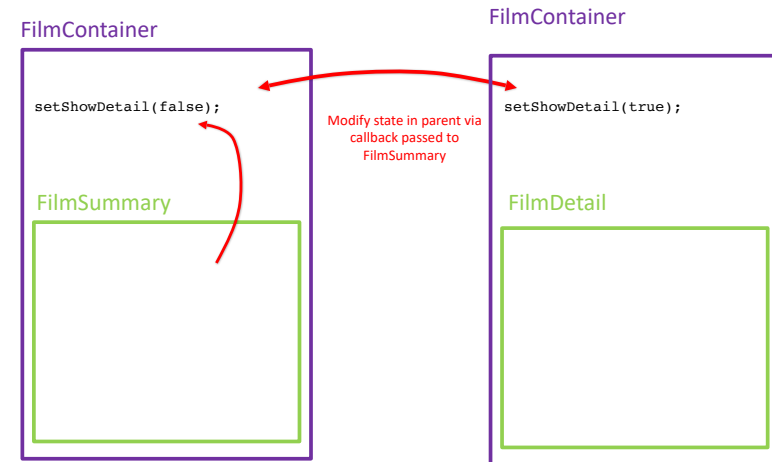 FilmContainer
FilmContainer
setShowDetail(false);
Modify state in parent via
callback passed to
FilmSummary
setShowDetail(true);
FilmSummary
FilmDetail